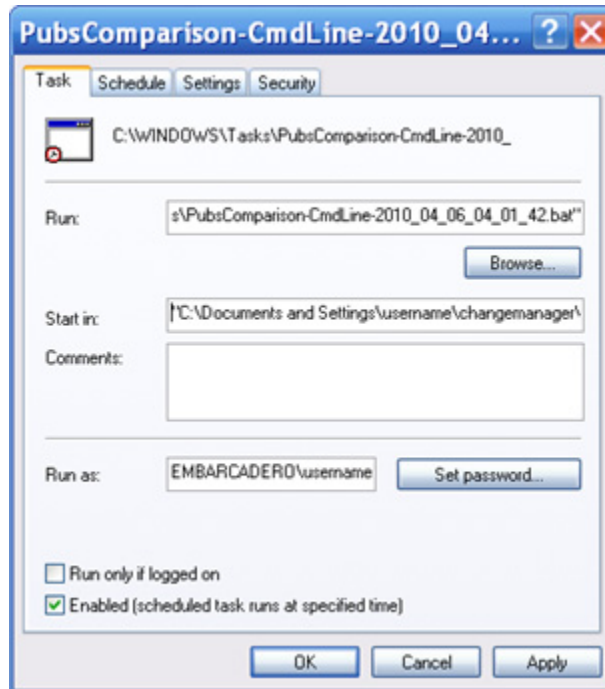 PubsComparison-CmdLine-2010_04...
Task Schedule Settings Security
C:\WINDOWS\Tasks\PubsComparison-CmdLine-2010_
Run: s\PubsComparison-CmdLine-2010_04_06_04_01_42.bat"
Browse...
Start in: "C:\Documents and Settings\username\changemanager\
Comments:
Run as: EMBARCADERO\username Set password...
Run only if logged on
Enabled (scheduled task runs at specified time)
OK Cancel Apply